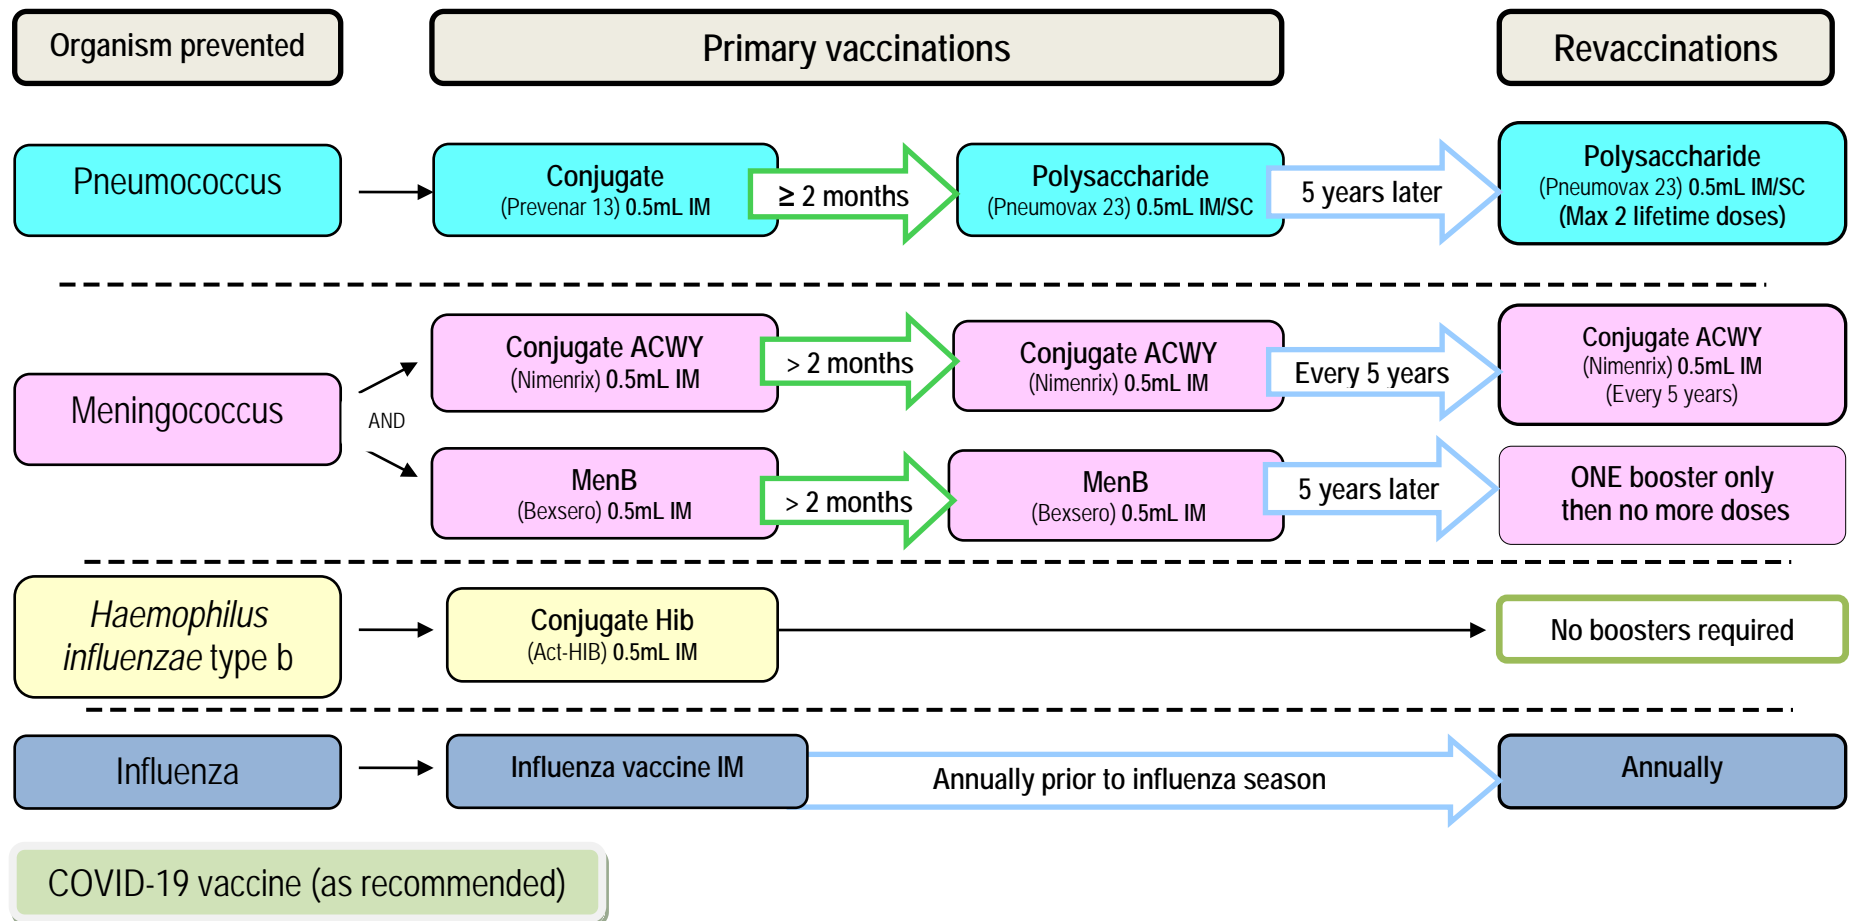 Organism prevented
Primary vaccinations
Revaccinations
Pneumococcus
Conjugate
(Prevenar 13) 0.5mL IM
≥ 2 months
Polysaccharide
(Pneumovax 23) 0.5mL IM/SC
5 years later
Polysaccharide
(Pneumovax 23) 0.5mL IM/SC
(Max 2 lifetime doses)
Meningococcus
AND
Conjugate ACWY
(Nimenrix) 0.5mL IM
> 2 months
Conjugate ACWY
(Nimenrix) 0.5mL IM
Every 5 years
Conjugate ACWY
(Nimenrix) 0.5mL IM
(Every 5 years)
MenB
(Bexsero) 0.5mL IM
> 2 months
MenB
(Bexsero) 0.5mL IM
5 years later
ONE booster only
then no more doses
Haemophilus
influenzae type b
Conjugate Hib
(Act-HIB) 0.5mL IM
No boosters required
Influenza
Influenza vaccine IM
Annually prior to influenza season
Annually
COVID-19 vaccine (as recommended)